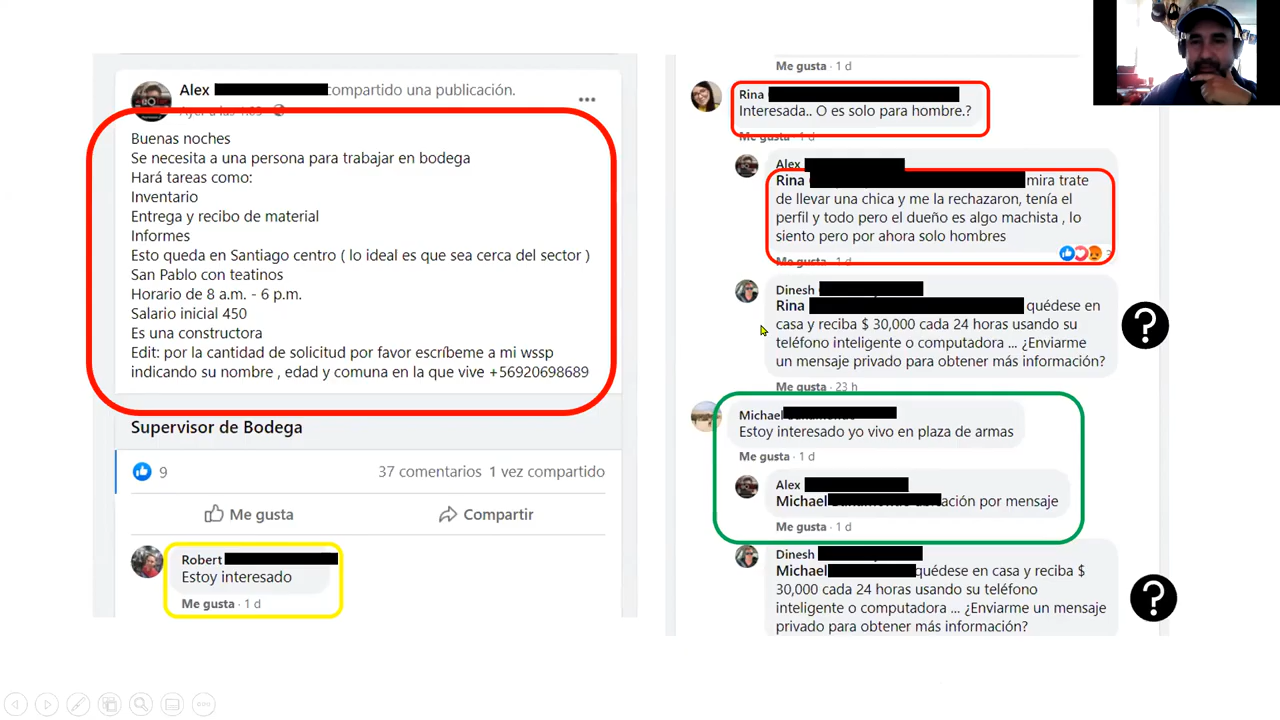 Alex compartido una publicación.
Buenas noches
Se necesita a una persona para trabajar en bodega
Hará tareas como:
Inventario
Entrega y recibo de material
Informes
Esto queda en Santiago centro ( lo ideal es que sea cerca del sector )
San Pablo con teatinos
Horario de 8 a.m. - 6 p.m.
Salario inicial 450
Es una constructora
Edit: por la cantidad de solicitud por favor escríbeme a mi wssp
indicando su nombre , edad y comuna en la que vive +56920698689
Supervisor de Bodega
9 37 comentarios 1 vez compartido
Me gusta Compartir
Robert
Estoy interesado
Me gusta · 1 d
Me gusta · 1 d
Rina
Interesada.. O es solo para hombre.?
Me gusta · 1 d
Alex
Rina mira trate
de llevar una chica y me la rechazaron, tenía el
perfil y todo pero el dueño es algo machista , lo
siento pero por ahora solo hombres
Me gusta · 1 d
Dinesh
Rina quédese en
casa y reciba $ 30,000 cada 24 horas usando su
teléfono inteligente o computadora ... ¿Enviarme
un mensaje privado para obtener más información?
Me gusta · 23 h
?
Michael
Estoy interesado yo vivo en plaza de armas
Me gusta · 1 d
Alex
Michael por mensaje
Me gusta · 1 d
Dinesh
Michael quédese en casa y reciba $
30,000 cada 24 horas usando su teléfono
inteligente o computadora ... ¿Enviarme un mensaje
privado para obtener más información?
?